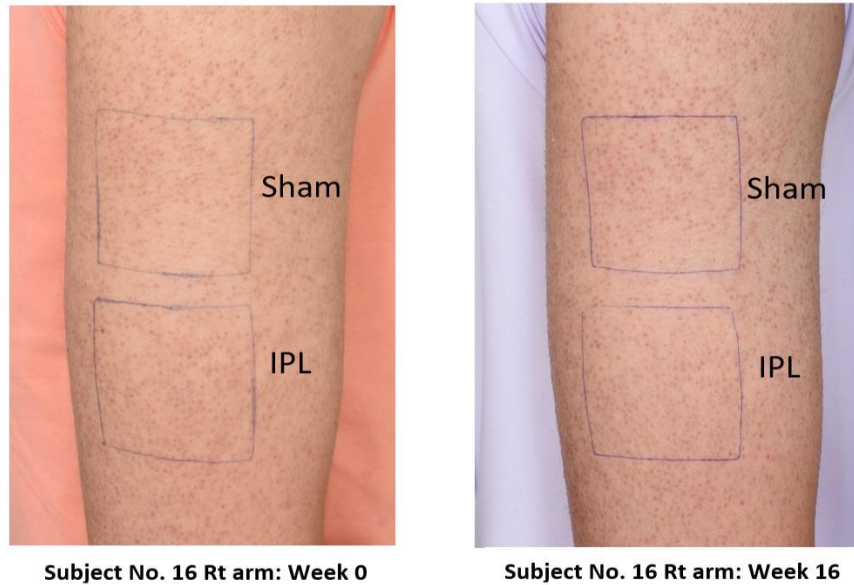 Sham
IPL
Subject No. 16 Rt arm: Week 0
Sham
IPL
Subject No. 16 Rt arm: Week 16